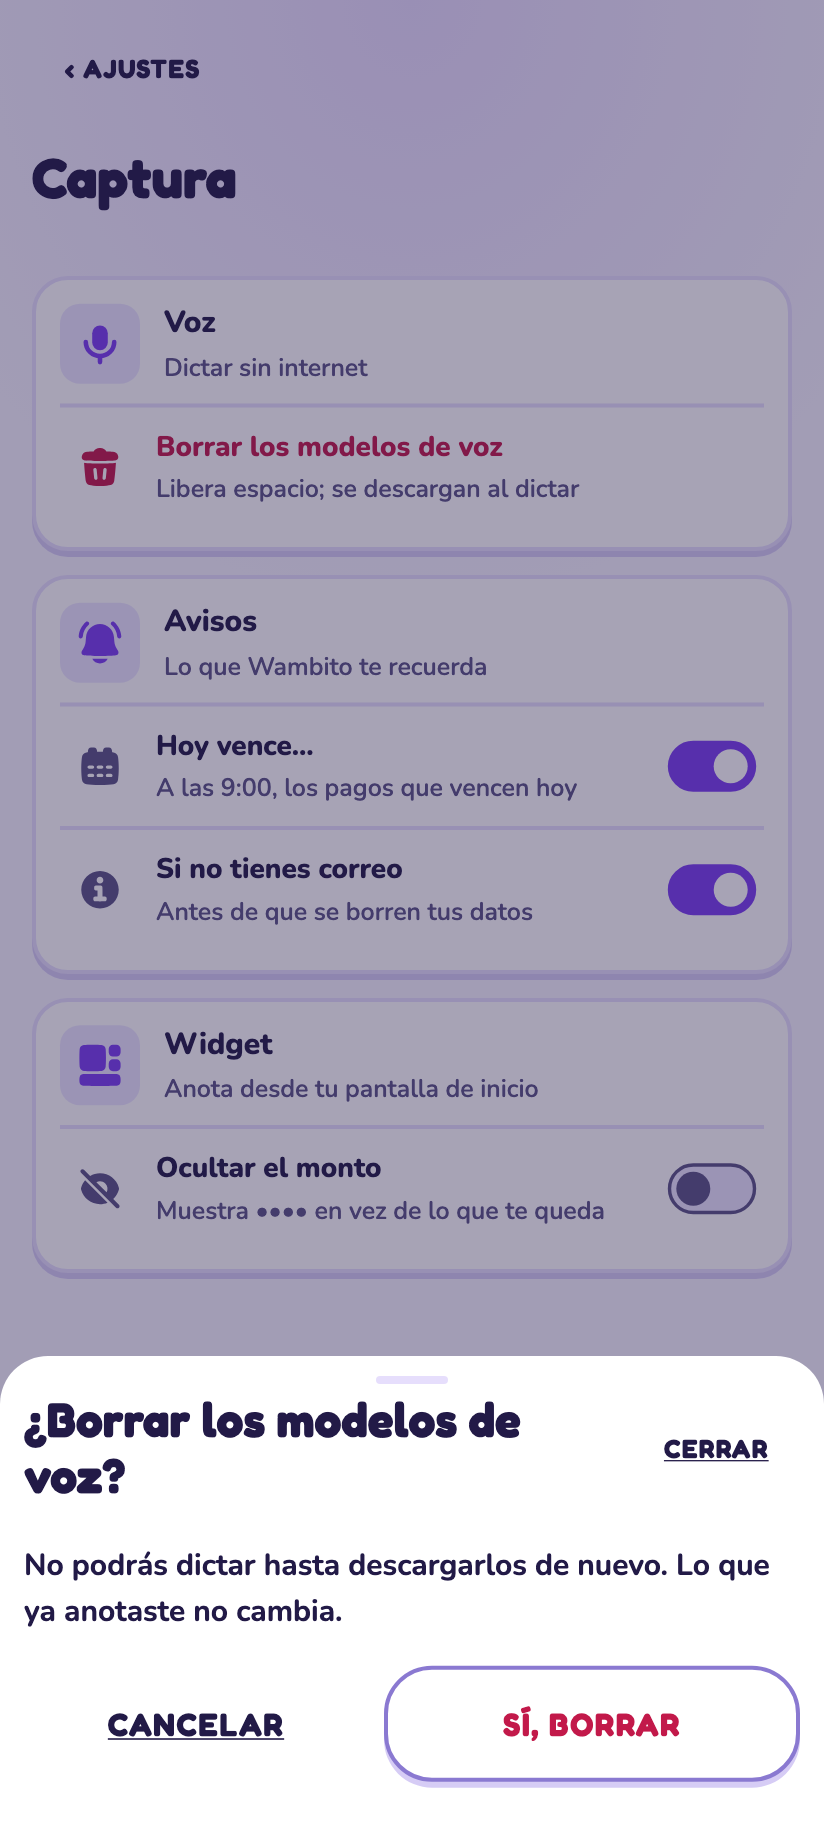 ‹ AJUSTES
Captura
Voz
Dictar sin internet
Borrar los modelos de voz
Libera espacio; se descargan al dictar
Avisos
Lo que Wambito te recuerda
Hoy vence...
A las 9:00, los pagos que vencen hoy
Si no tienes correo
Antes de que se borren tus datos
Widget
Anota desde tu pantalla de inicio
Ocultar el monto
Muestra •••• en vez de lo que te queda
¿Borrar los modelos de
voz?
CERRAR
No podrás dictar hasta descargarlos de nuevo. Lo que
ya anotaste no cambia.
CANCELAR
SÍ, BORRAR